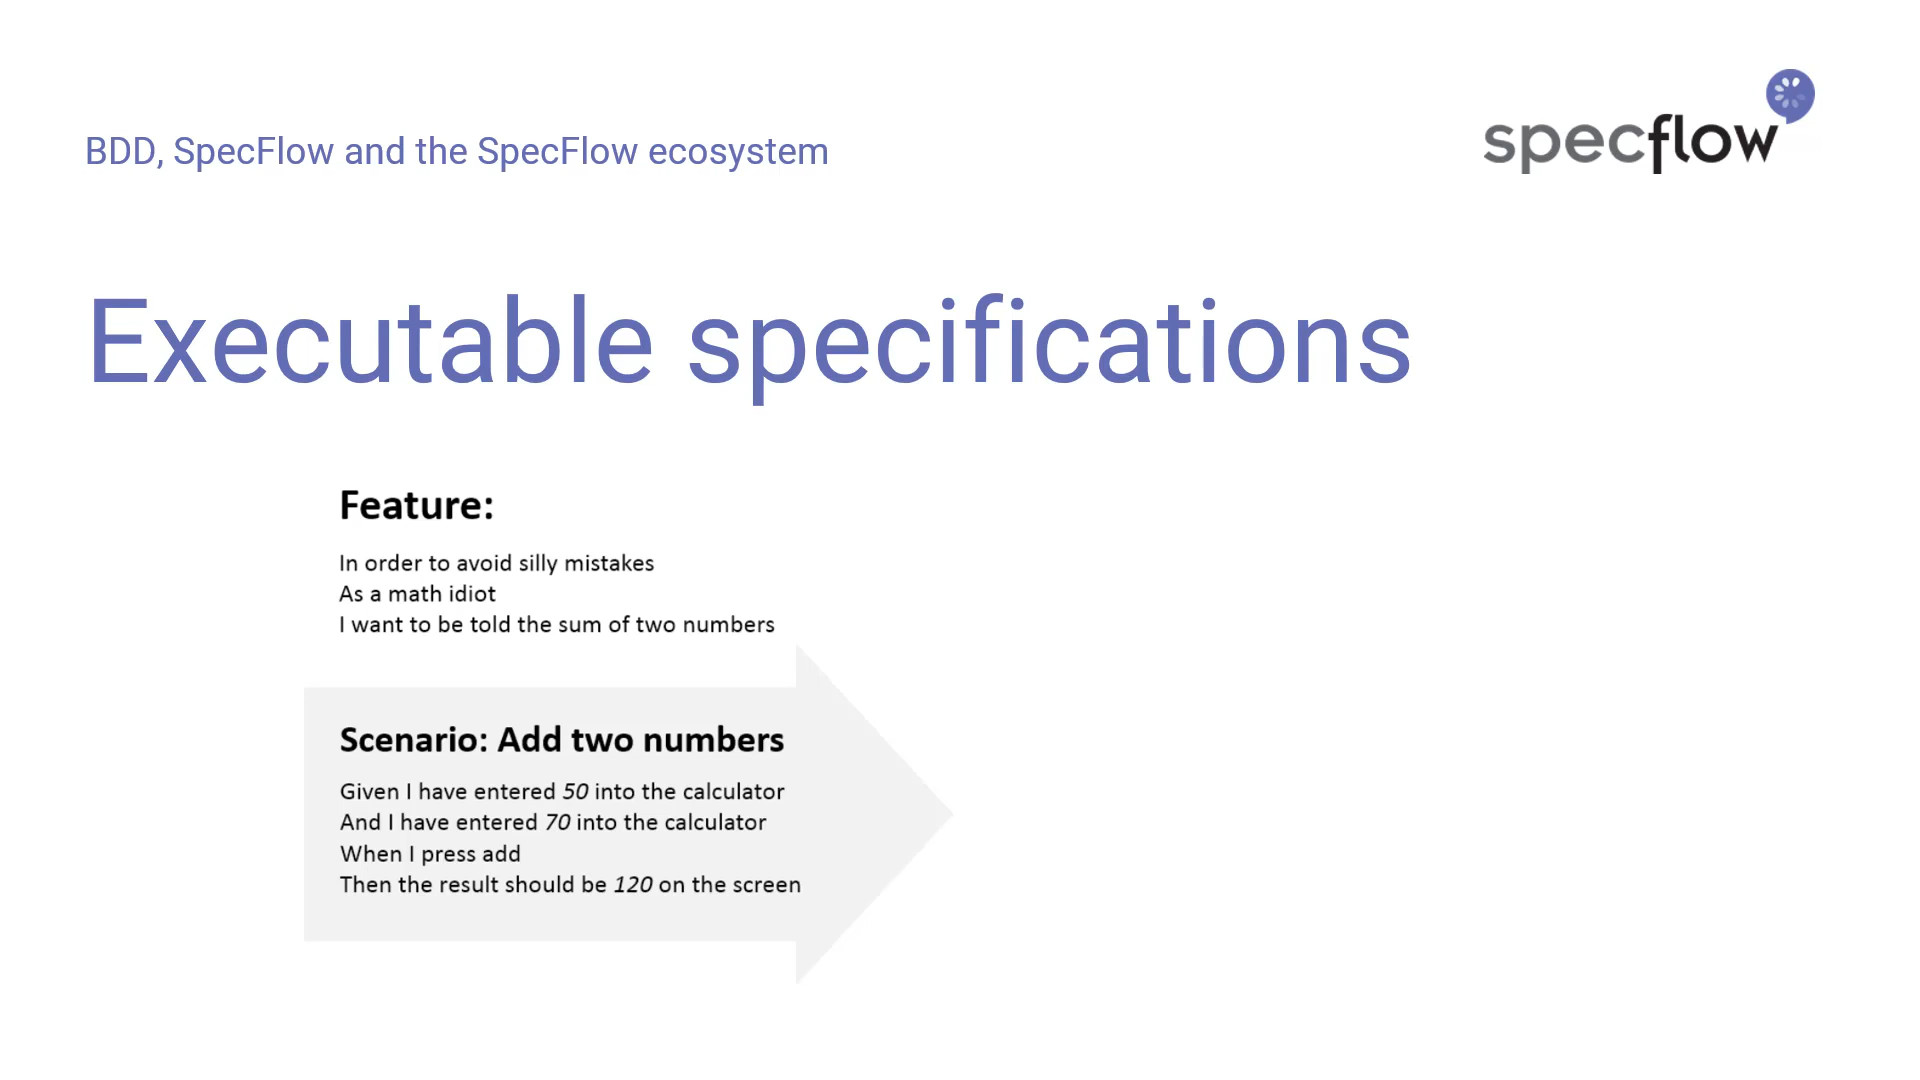 specflow
BDD, SpecFlow and the SpecFlow ecosystem
Executable specifications
Feature:
In order to avoid silly mistakes
As a math idiot
I want to be told the sum of two numbers
Scenario: Add two numbers
Given I have entered 50 into the calculator
And I have entered 70 into the calculator
When I press add
Then the result should be 120 on the screen